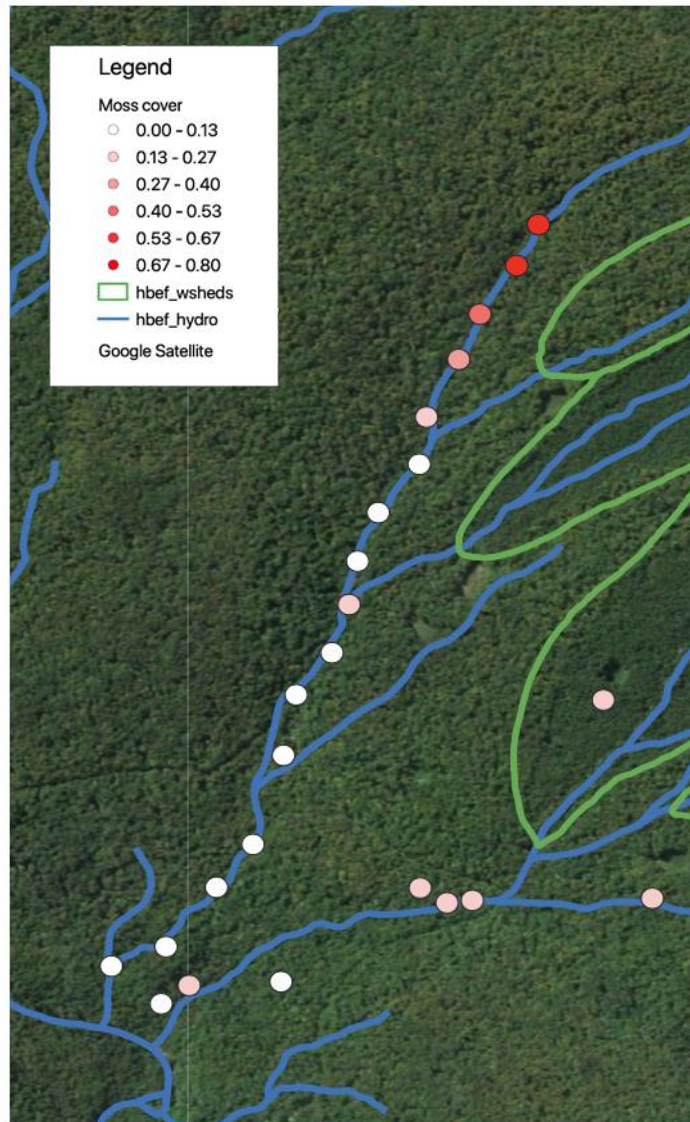 Legend
Moss cover
0.00 - 0.13
0.13 - 0.27
0.27 - 0.40
0.40 - 0.53
0.53 - 0.67
0.67 - 0.80
hbef_wsheds
hbef_hydro
Google Satellite